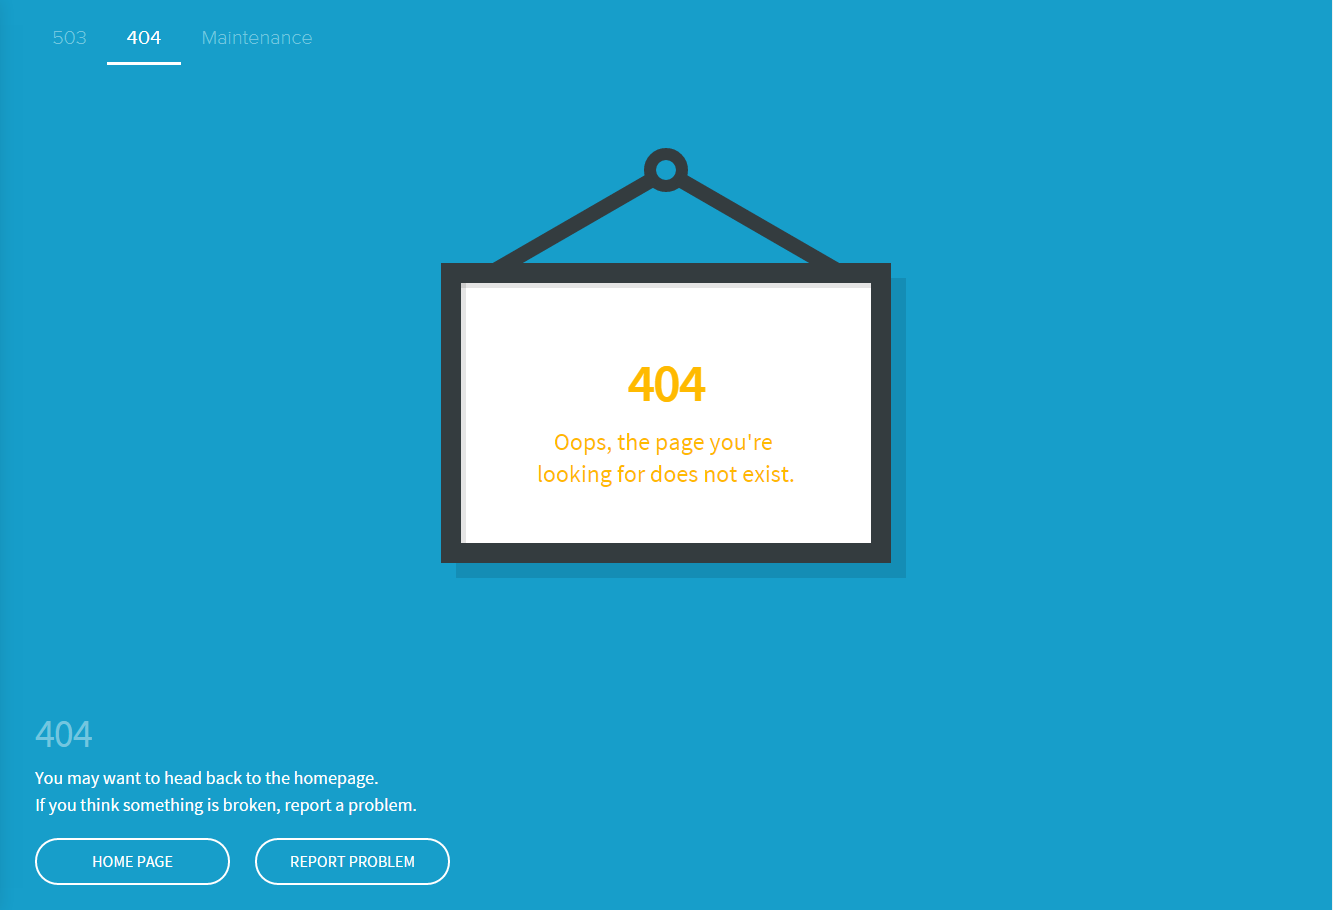 503 404 Maintenance
404
Oops, the page you're
looking for does not exist.
404
You may want to head back to the homepage.
If you think something is broken, report a problem.
HOME PAGE REPORT PROBLEM